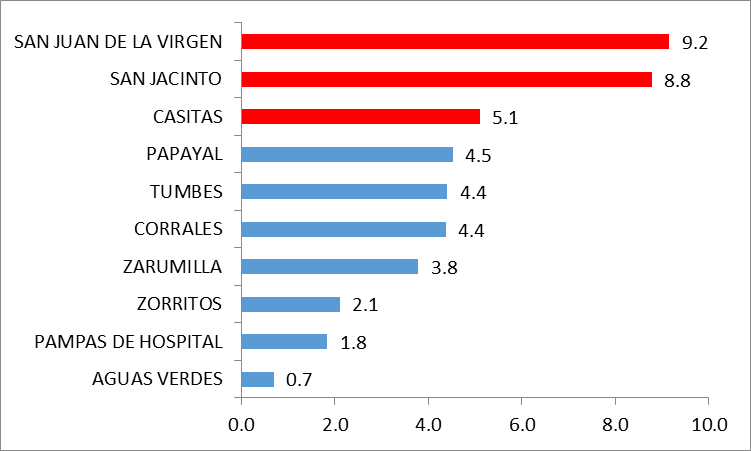 SAN JUAN DE LA VIRGEN 9.2
SAN JACINTO 8.8
CASITAS 5.1
PAPAYAL 4.5
TUMBES 4.4
CORRALES 4.4
ZARUMILLA 3.8
ZORRITOS 2.1
PAMPAS DE HOSPITAL 1.8
AGUAS VERDES 0.7
0.0 2.0 4.0 6.0 8.0 10.0